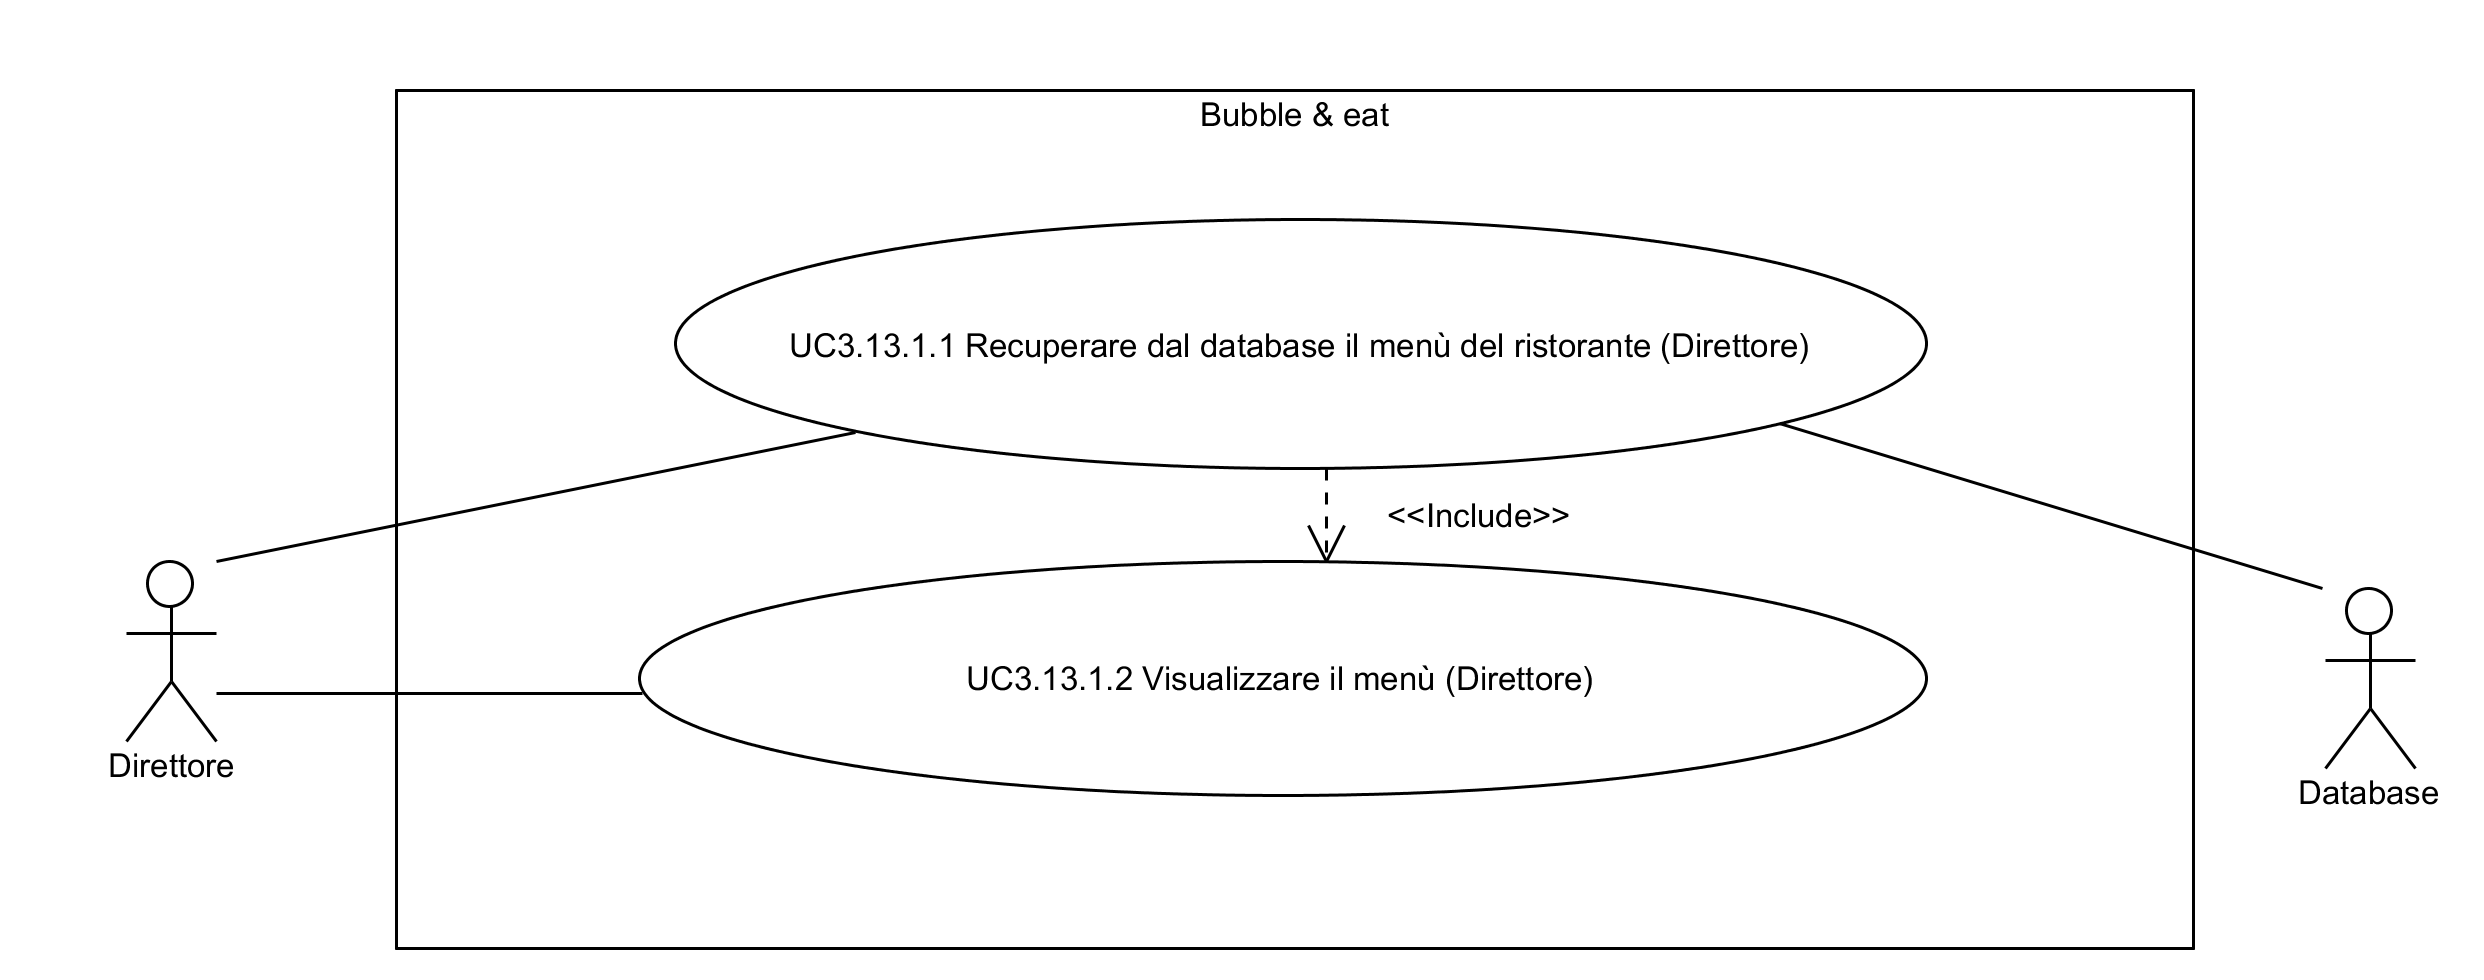 Bubble & eat
UC3.13.1.1 Recuperare dal database il menù del ristorante (Direttore)
<<Include>>
UC3.13.1.2 Visualizzare il menù (Direttore)
Direttore
Database